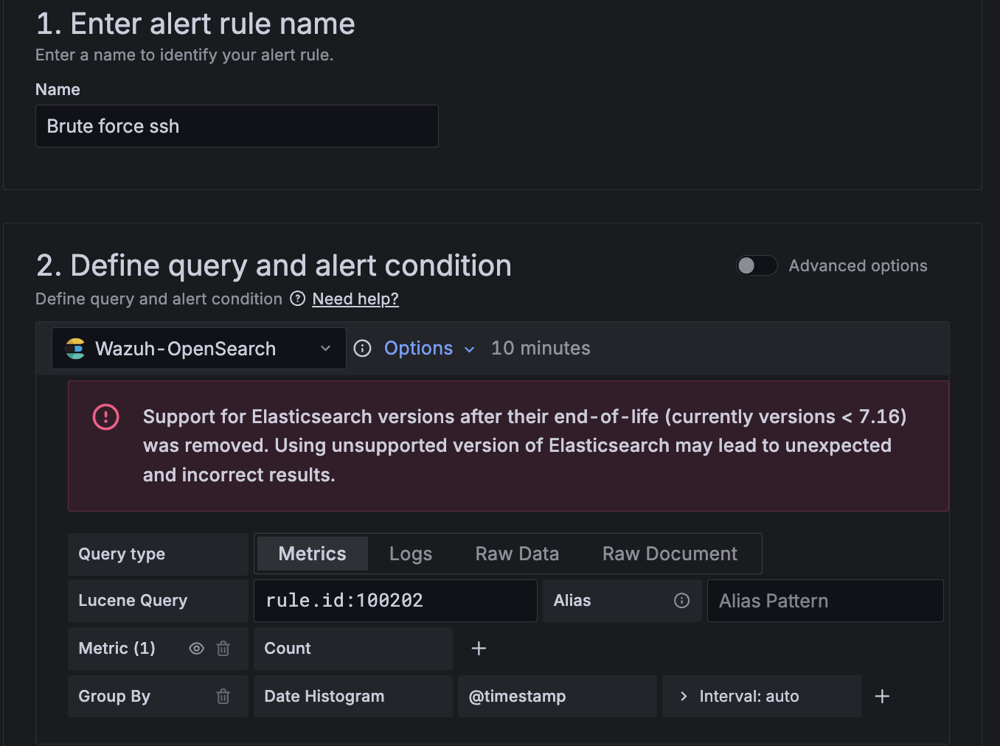 1. Enter alert rule name
Enter a name to identify your alert rule.
Name
Brute force ssh
2. Define query and alert condition
Advanced options
Define query and alert condition Need help?
Wazuh-OpenSearch Options 10 minutes
Support for Elasticsearch versions after their end-of-life (currently versions < 7.16)
was removed. Using unsupported version of Elasticsearch may lead to unexpected
and incorrect results.
Query type Metrics Logs Raw Data Raw Document
Lucene Query rule.id:100202 Alias Alias Pattern
Metric (1) Count +
Group By Date Histogram @timestamp > Interval: auto +